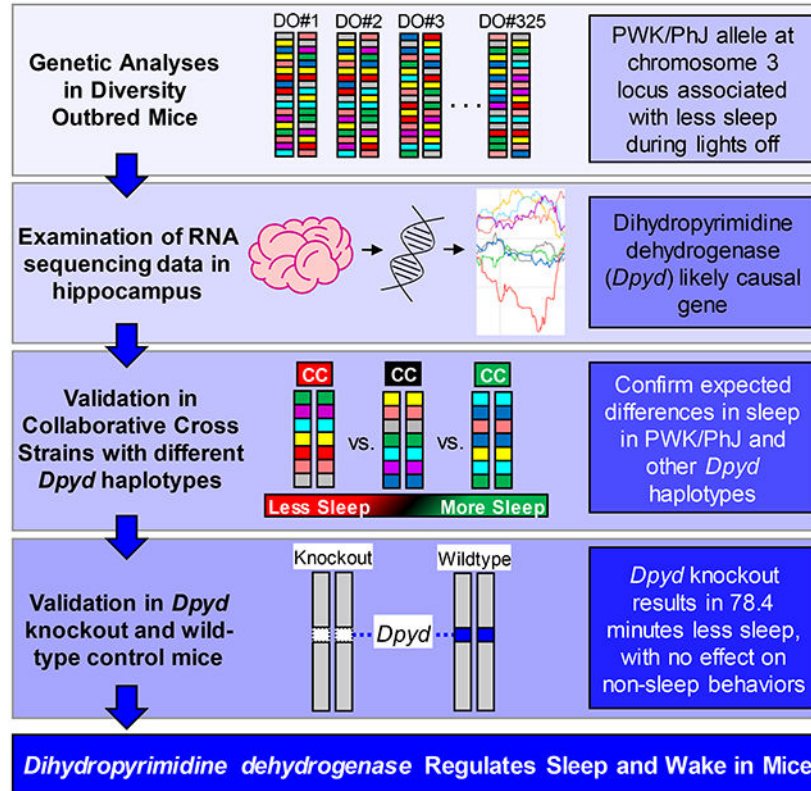 DO#1 DO#2 DO#3 DO#325
Genetic Analyses
in Diversity
Outbred Mice
...
PWK/PhJ allele at
chromosome 3
locus associated
with less sleep
during lights off
Examination of RNA
sequencing data in
hippocampus
Dihydropyrimidine
dehydrogenase
(Dpyd) likely causal
gene
Validation in
Collaborative Cross
Strains with different
Dpyd haplotypes
CC CC CC
vs. vs.
Less Sleep More Sleep
Confirm expected
differences in sleep
in PWK/PhJ and
other Dpyd
haplotypes
Validation in Dpyd
knockout and wild-
type control mice
Knockout Wildtype
Dpyd
Dpyd knockout
results in 78.4
minutes less sleep,
with no effect on
non-sleep behaviors
Dihydropyrimidine dehydrogenase Regulates Sleep and Wake in Mice